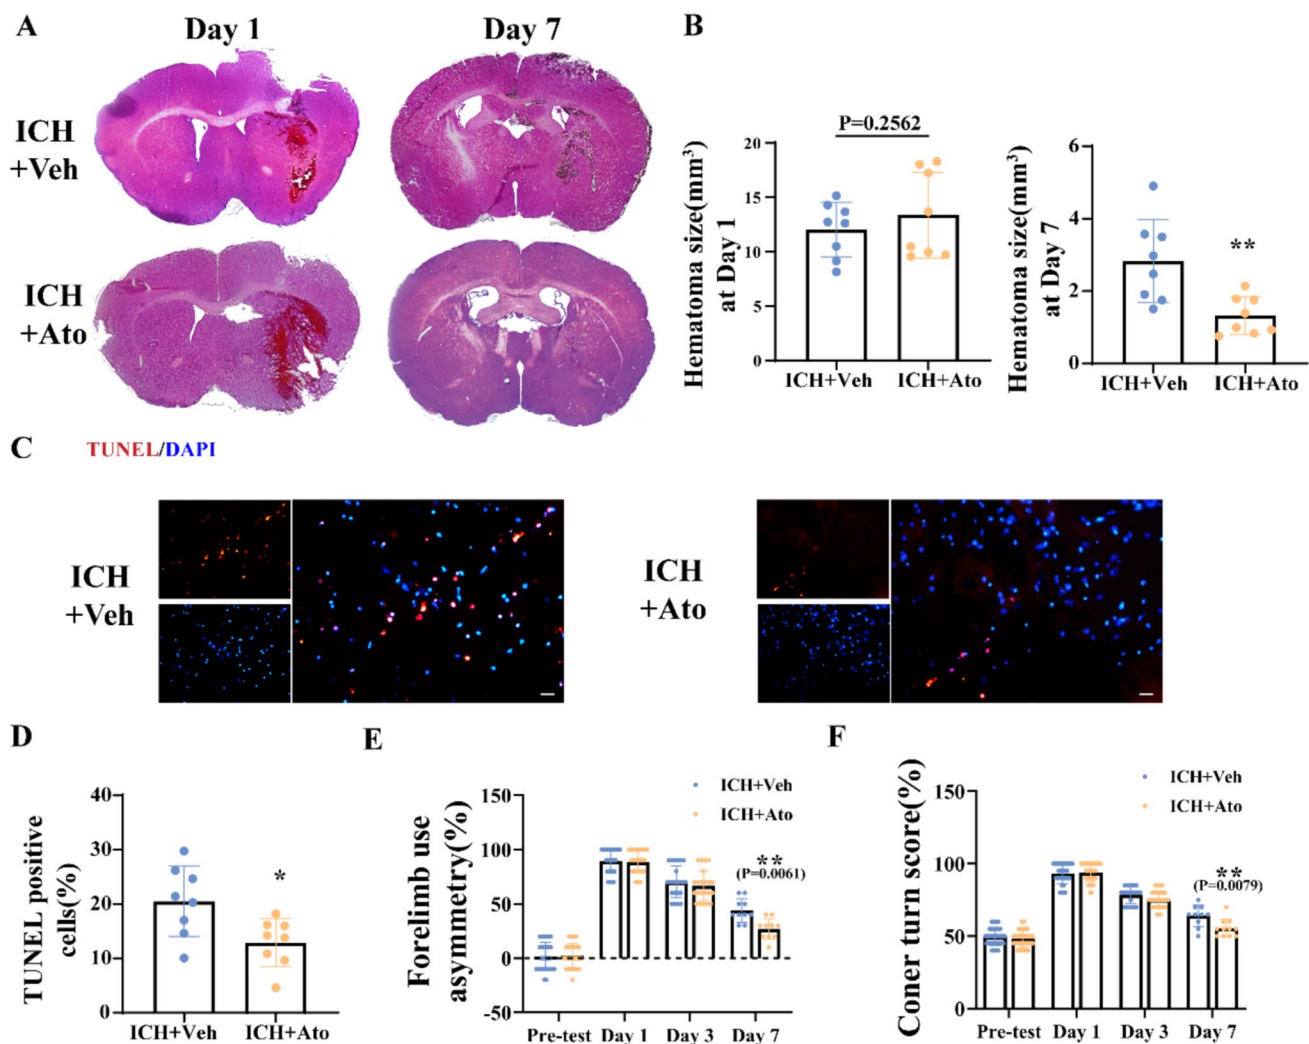 A
Day 1
Day 7
ICH
+Veh
ICH
+Ato
B
P=0.2562
Hematoma size(mm³)
at Day 1
20
15
10
5
0
ICH+Veh
ICH+Ato
Hematoma size(mm³)
at Day 7
6
4
2
0
**
ICH+Veh
ICH+Ato
C
TUNEL/DAPI
ICH
+Veh
ICH
+Ato
D
TUNEL positive
cells(%)
40
30
20
10
0
*
ICH+Veh
ICH+Ato
E
Forelimb use
asymmetry(%)
150
100
50
0
-50
ICH+Veh
ICH+Ato
**
(P=0.0061)
Pre-test
Day 1
Day 3
Day 7
F
Coner turn score(%)
150
100
50
0
ICH+Veh
ICH+Ato
**
(P=0.0079)
Pre-test
Day 1
Day 3
Day 7